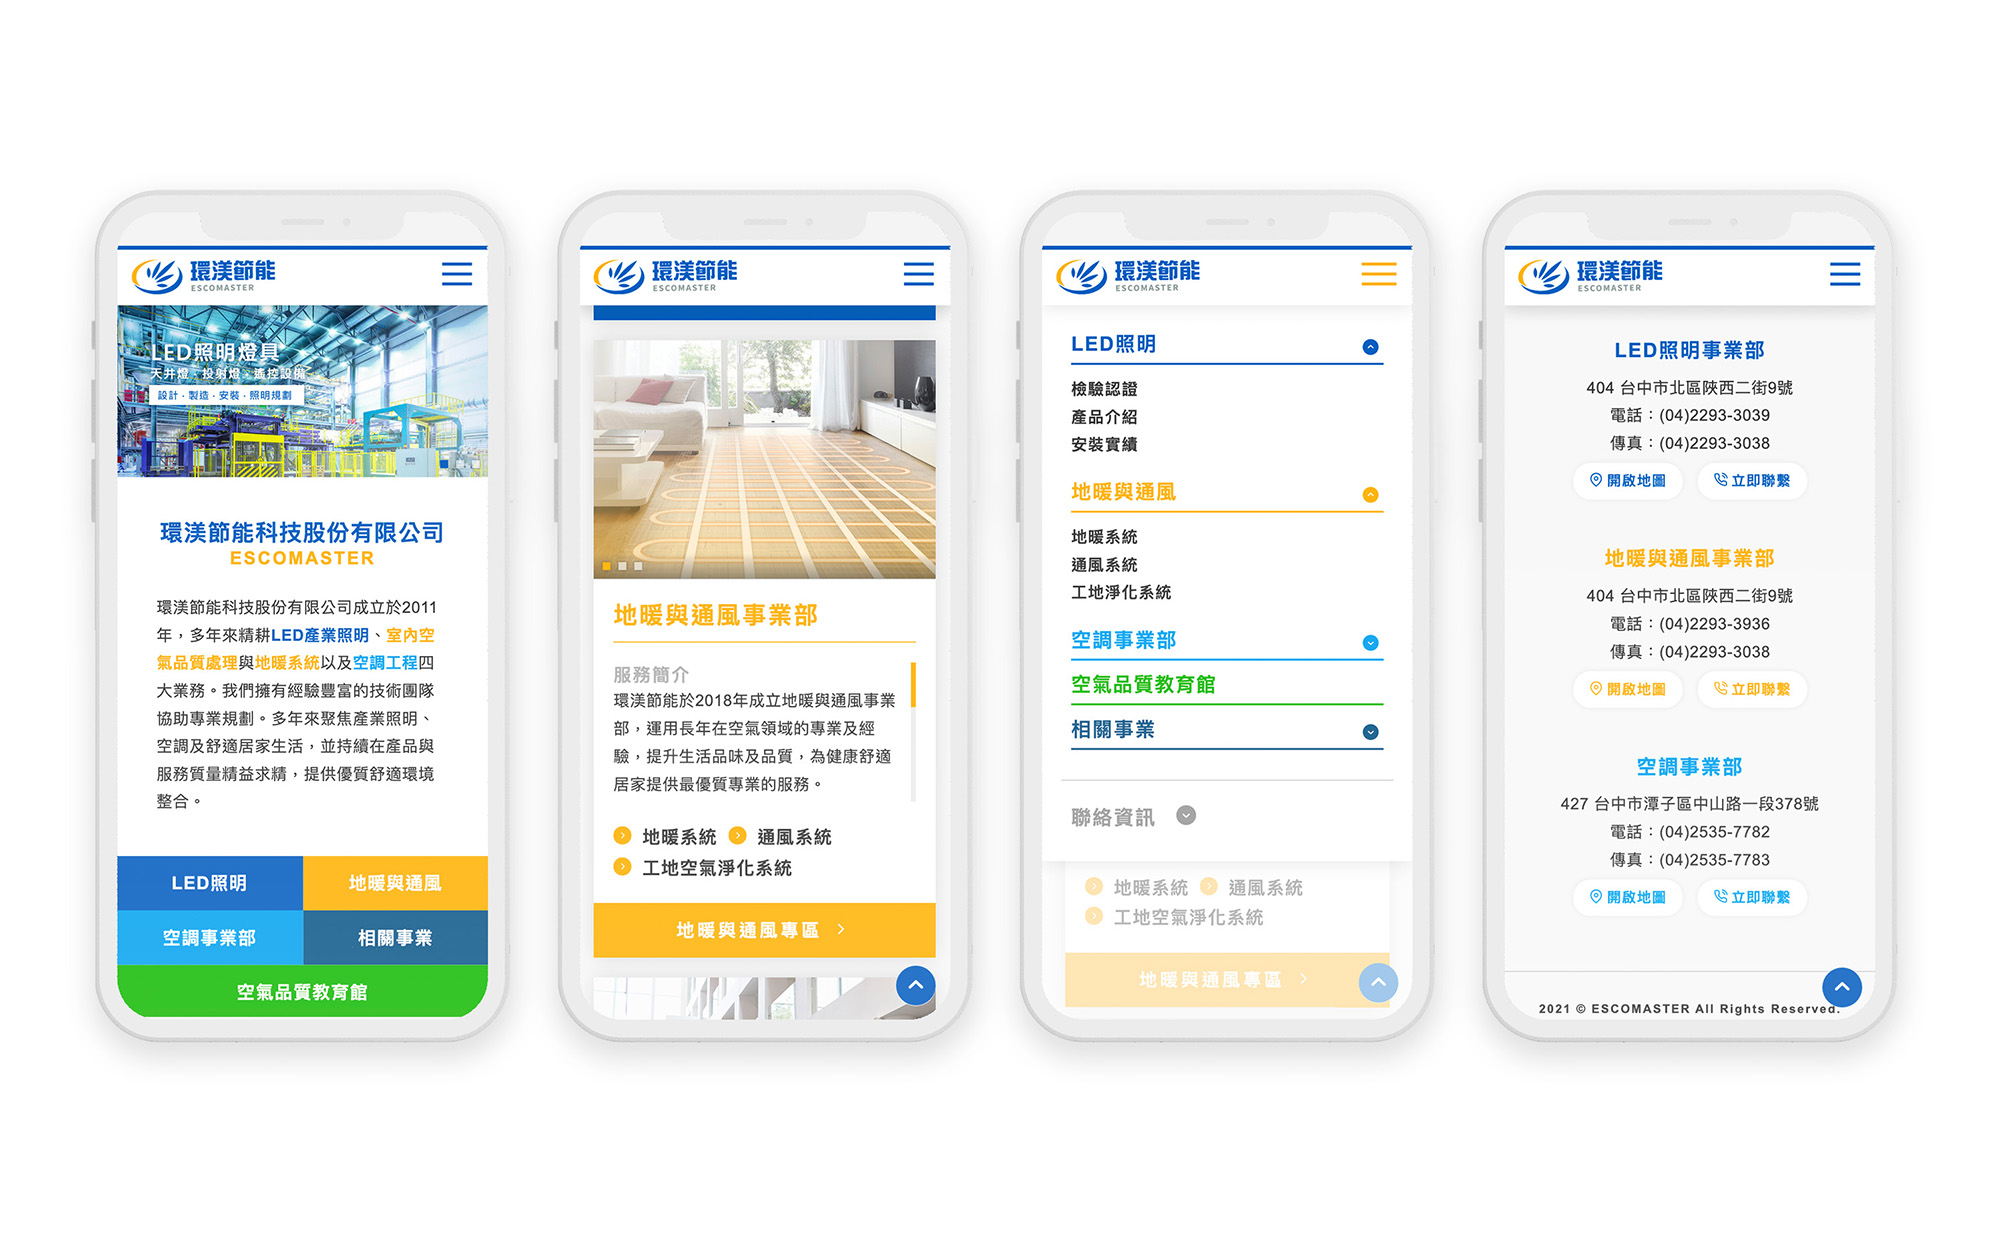 環渼節能
ESCOMASTER
LED照明燈具
天井燈．投射燈．遙控設備
設計．製造．安裝．照明規劃
環渼節能科技股份有限公司
ESCOMASTER
環渼節能科技股份有限公司成立於2011
年，多年來精耕LED產業照明、室內空
氣品質處理與地暖系統以及空調工程四
大業務。我們擁有經驗豐富的技術團隊
協助專業規劃。多年來聚焦產業照明、
空調及舒適居家生活，並持續在產品與
服務質量精益求精，提供優質舒適環境
整合。
LED照明
地暖與通風
空調事業部
相關事業
空氣品質教育館
環渼節能
ESCOMASTER
地暖與通風事業部
服務簡介
環渼節能於2018年成立地暖與通風事業
部，運用長年在空氣領域的專業及經
驗，提升生活品味及品質，為健康舒適
居家提供最優質專業的服務。
地暖系統 通風系統
工地空氣淨化系統
地暖與通風專區
環渼節能
ESCOMASTER
LED照明
檢驗認證
產品介紹
安裝實績
地暖與通風
地暖系統
通風系統
工地淨化系統
空調事業部
空氣品質教育館
相關事業
聯絡資訊
地暖系統 通風系統
工地空氣淨化系統
地暖與通風專區
環渼節能
ESCOMASTER
LED照明事業部
404 台中市北區陝西二街9號
電話：(04)2293-3039
傳真：(04)2293-3038
開啟地圖 立即聯繫
地暖與通風事業部
404 台中市北區陝西二街9號
電話：(04)2293-3936
傳真：(04)2293-3038
開啟地圖 立即聯繫
空調事業部
427 台中市潭子區中山路一段378號
電話：(04)2535-7782
傳真：(04)2535-7783
開啟地圖 立即聯繫
2021 © ESCOMASTER All Rights Reserved.